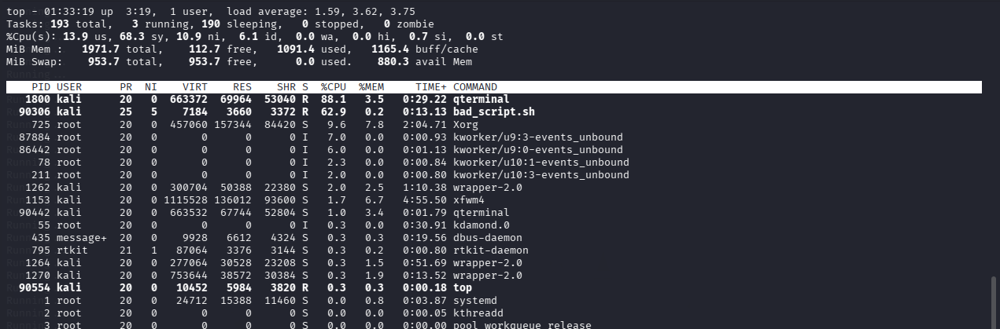 top - 01:33:19 up  3:19,  1 user,  load average: 1.59, 3.62, 3.75
Tasks: 193 total,   3 running, 190 sleeping,   0 stopped,   0 zombie
%Cpu(s): 13.9 us, 68.3 sy, 10.9 ni,  6.1 id,  0.0 wa,  0.0 hi,  0.7 si,  0.0 st
MiB Mem :   1971.7 total,    112.7 free,   1091.4 used,   1165.4 buff/cache
MiB Swap:    953.7 total,    953.7 free,      0.0 used.    880.3 avail Mem
    PID USER      PR  NI    VIRT    RES    SHR S  %CPU  %MEM     TIME+ COMMAND
   1800 kali      20   0  663372  69964  53040 R  88.1   3.5   0:29.22 qterminal
  90306 kali      25   5    7184   3660   3372 R  62.9   0.2   0:13.13 bad_script.sh
    725 root      20   0  457060 157344  84420 S   9.6   7.8   2:04.71 Xorg
  87884 root      20   0       0      0      0 I   7.0   0.0   0:00.93 kworker/u9:3-events_unbound
  86442 root      20   0       0      0      0 I   6.0   0.0   0:01.13 kworker/u9:0-events_unbound
     78 root      20   0       0      0      0 I   2.3   0.0   0:00.84 kworker/u10:1-events_unbound
    211 root      20   0       0      0      0 I   2.0   0.0   0:00.80 kworker/u10:3-events_unbound
   1262 kali      20   0  300704  50388  22380 S   2.0   2.5   1:10.38 wrapper-2.0
   1153 kali      20   0 1115528 136012  93600 S   1.7   6.7   4:55.50 xfwm4
  90442 kali      20   0  663532  67744  52804 S   1.0   3.4   0:01.79 qterminal
     55 root      20   0       0      0      0 I   0.3   0.0   0:30.91 kdamond.0
    435 message+  20   0    9928   6612   4324 S   0.3   0.3   0:19.56 dbus-daemon
    795 rtkit     21   1   87064   3376   3144 S   0.3   0.2   0:00.80 rtkit-daemon
   1264 kali      20   0  277064  30528  23208 S   0.3   1.5   0:51.69 wrapper-2.0
   1270 kali      20   0  753644  38572  30384 S   0.3   1.9   0:13.52 wrapper-2.0
  90554 kali      20   0   10452   5984   3820 R   0.3   0.3   0:00.18 top
      1 root      20   0   24712  15388  11460 S   0.0   0.8   0:03.87 systemd
      2 root      20   0       0      0      0 S   0.0   0.0   0:00.05 kthreadd
      3 root      20   0       0      0      0 S   0.0   0.0   0:00.00 pool_workqueue_release